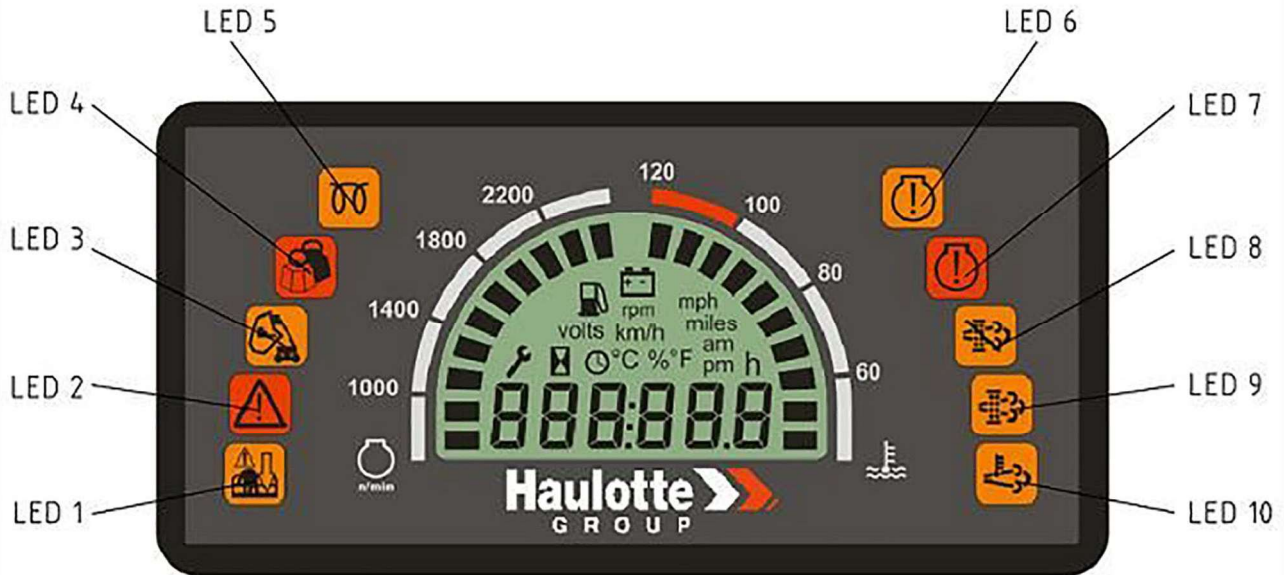 LED 5
LED 6
LED 4
LED 7
LED 3
LED 8
LED 2
LED 9
LED 1
LED 10
2200
120
100
1800
80
1400
60
1000
mph
rpm
volts km/h miles
am
°C %°F pm h
888:88.8
n/min
Haulotte
GROUP